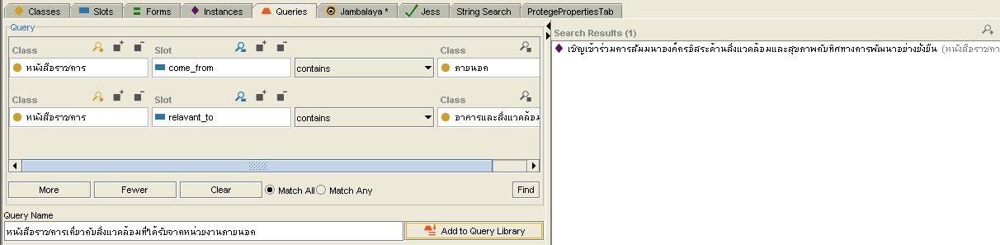 Classes Slots Forms Instances Queries Jambalaya * Jess String Search ProtegePropertiesTab
Query
Search Results (1)
Class Slot Class
หนังสือราชการ come_from contains ภายนอก
เชิญเข้าร่วมการสัมมนาองค์กรอิสระด้านสิ่งแวดล้อมและสุขภาพกับทิศทางการพัฒนาอย่างยั่งยืน (หนังสือราชกา
Class Slot Class
หนังสือราชการ relavant_to contains อาคารและสิ่งแวดล้อม
More Fewer Clear Match All Match Any Find
Query Name
หนังสือราชการเกี่ยวกับสิ่งแวดล้อมที่ได้รับจากหน่วยงานภายนอก Add to Query Library